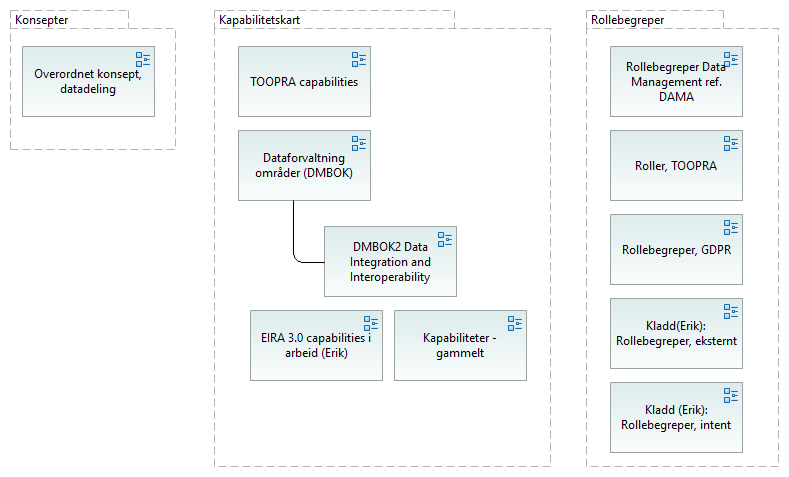 Konsepter
Overordnet konsept,
datadeling
Kapabilitetskart
TOOPRA capabilities
Dataforvaltning
områder (DMBOK)
DMBOK2 Data
Integration and
Interoperability
EIRA 3.0 capabilities i
arbeid (Erik)
Kapabiliteter -
gammelt
Rollebegreper
Rollebegreper Data
Management ref.
DAMA
Roller, TOOPRA
Rollebegreper, GDPR
Kladd(Erik):
Rollebegreper, eksternt
Kladd (Erik):
Rollebegreper, intent